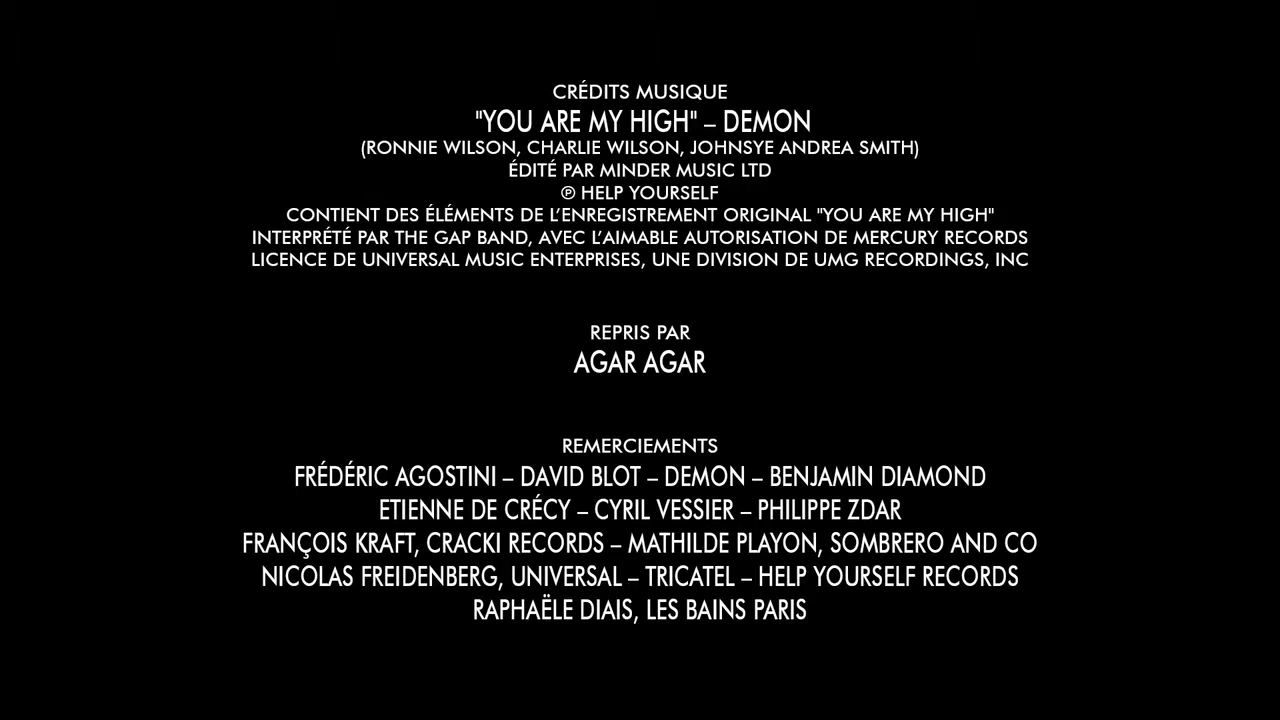 CRÉDITS MUSIQUE
"YOU ARE MY HIGH" – DEMON
(RONNIE WILSON, CHARLIE WILSON, JOHNSYE ANDREA SMITH)
ÉDITÉ PAR MINDER MUSIC LTD
℗ HELP YOURSELF
CONTIENT DES ÉLÉMENTS DE L’ENREGISTREMENT ORIGINAL "YOU ARE MY HIGH"
INTERPRÉTÉ PAR THE GAP BAND, AVEC L’AIMABLE AUTORISATION DE MERCURY RECORDS
LICENCE DE UNIVERSAL MUSIC ENTERPRISES, UNE DIVISION DE UMG RECORDINGS, INC
REPRIS PAR
AGAR AGAR
REMERCIEMENTS
FRÉDÉRIC AGOSTINI – DAVID BLOT – DEMON – BENJAMIN DIAMOND
ETIENNE DE CRÉCY – CYRIL VESSIER – PHILIPPE ZDAR
FRANÇOIS KRAFT, CRACKI RECORDS – MATHILDE PLAYON, SOMBRERO AND CO
NICOLAS FREIDENBERG, UNIVERSAL – TRICATEL – HELP YOURSELF RECORDS
RAPHAËLE DIAIS, LES BAINS PARIS